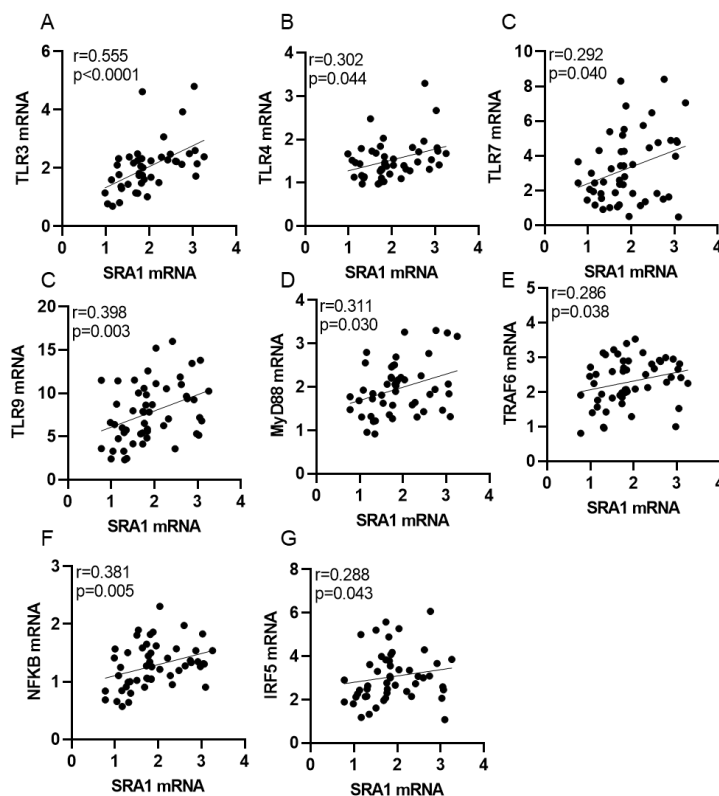 A
r=0.555
p<0.0001
TLR3 mRNA
6
4
2
0
0 1 2 3 4
SRA1 mRNA
B
r=0.302
p=0.044
TLR4 mRNA
4
3
2
1
0
0 1 2 3 4
SRA1 mRNA
C
r=0.292
p=0.040
TLR7 mRNA
10
8
6
4
2
0
0 1 2 3 4
SRA1 mRNA
C
r=0.398
p=0.003
TLR9 mRNA
20
15
10
5
0
0 1 2 3 4
SRA1 mRNA
D
r=0.311
p=0.030
MyD88 mRNA
4
3
2
1
0
0 1 2 3 4
SRA1 mRNA
E
r=0.286
p=0.038
TRAF6 mRNA
5
4
3
2
1
0
0 1 2 3 4
SRA1 mRNA
F
r=0.381
p=0.005
NFKB mRNA
3
2
1
0
0 1 2 3 4
SRA1 mRNA
G
r=0.288
p=0.043
IRF5 mRNA
8
6
4
2
0
0 1 2 3 4
SRA1 mRNA